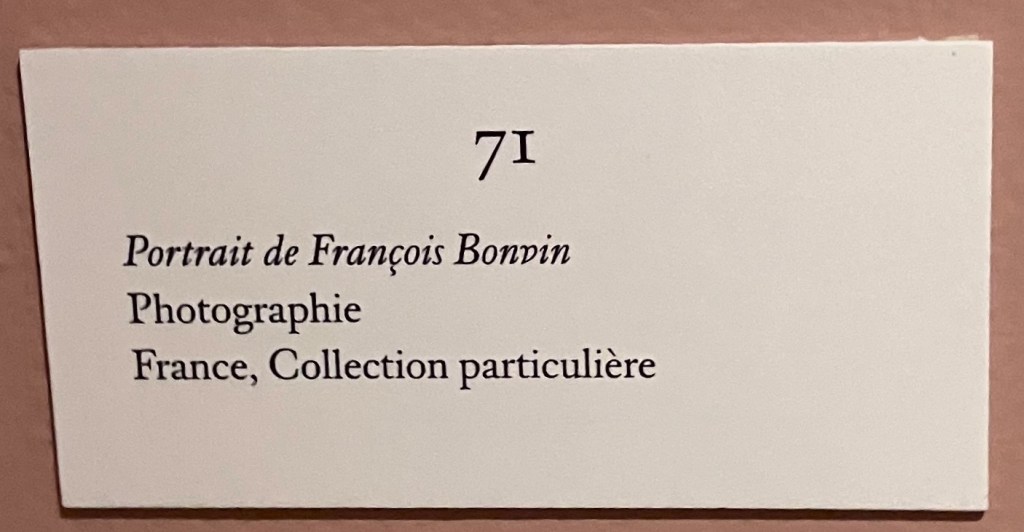 71
Portrait de François Bonvin
Photographie
France, Collection particulière